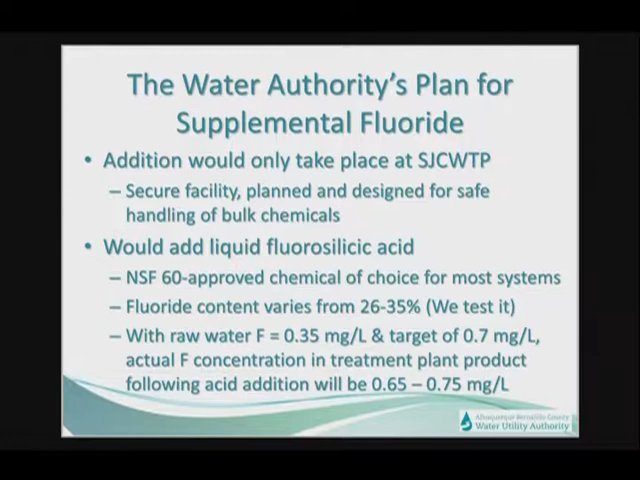 The Water Authority's Plan for
Supplemental Fluoride
• Addition would only take place at SJCWTP
– Secure facility, planned and designed for safe
handling of bulk chemicals
• Would add liquid fluorosilicic acid
– NSF 60-approved chemical of choice for most systems
– Fluoride content varies from 26-35% (We test it)
– With raw water F = 0.35 mg/L & target of 0.7 mg/L,
actual F concentration in treatment plant product
following acid addition will be 0.65 – 0.75 mg/L
Albuquerque Bernalillo County
Water Utility Authority